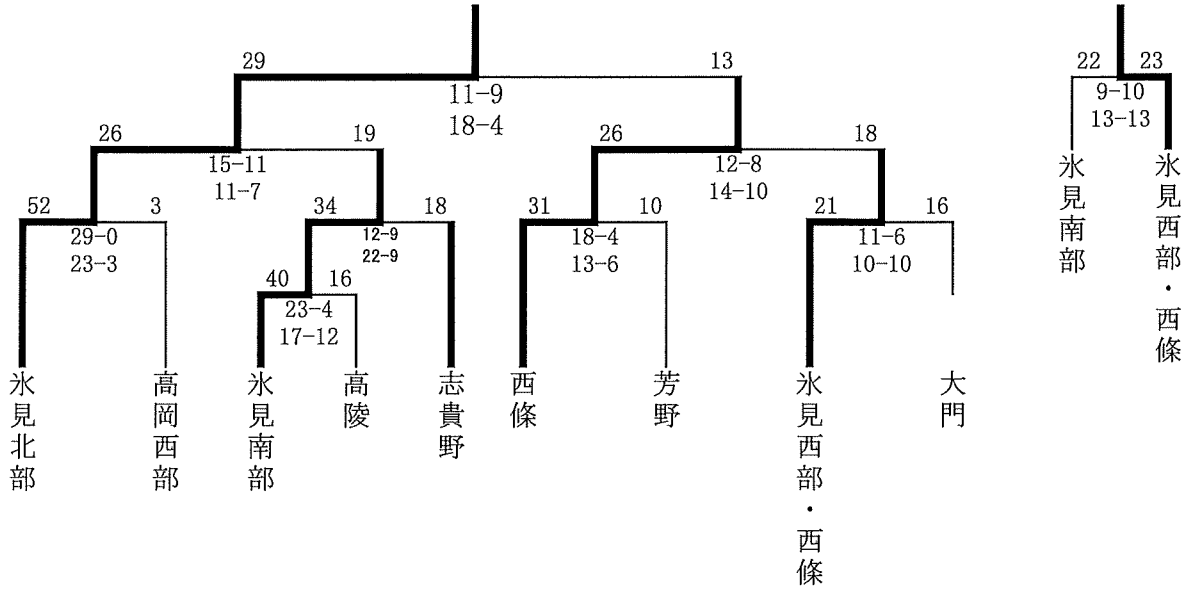 29 13
11-9
18-4
22 23
9-10
13-13
氷見南部
氷見西部・西條
26 19
15-11
11-7
26 18
12-8
14-10
52 3
29-0
23-3
34 18
12-9
22-9
31 10
18-4
13-6
21 16
11-6
10-10
40 16
23-4
17-12
氷見北部
高岡西部
氷見南部
高陵
志貴野
西條
芳野
氷見西部・西條
大門